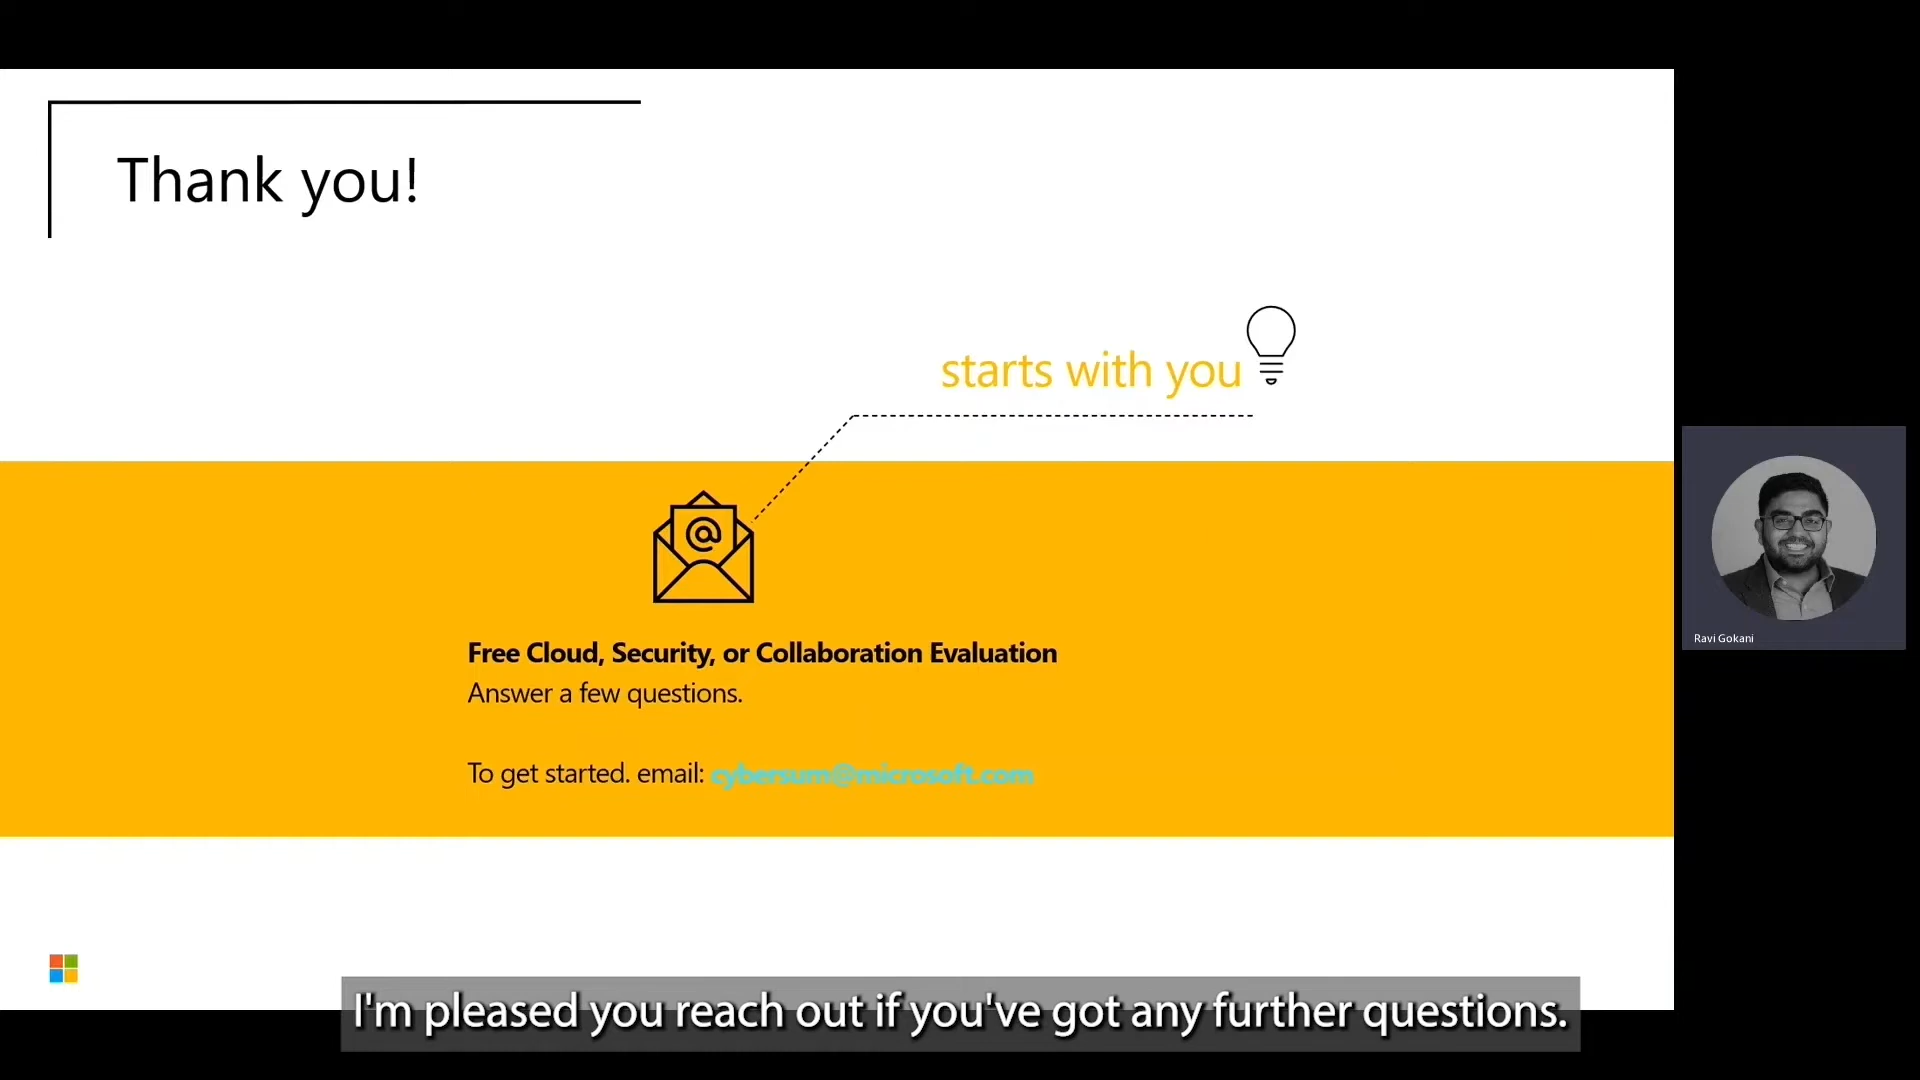 Thank you!
starts with you
@
Free Cloud, Security, or Collaboration Evaluation
Answer a few questions.
To get started. email: cybersum@microsoft.com
Ravi Gokani
I'm pleased you reach out if you've got any further questions.